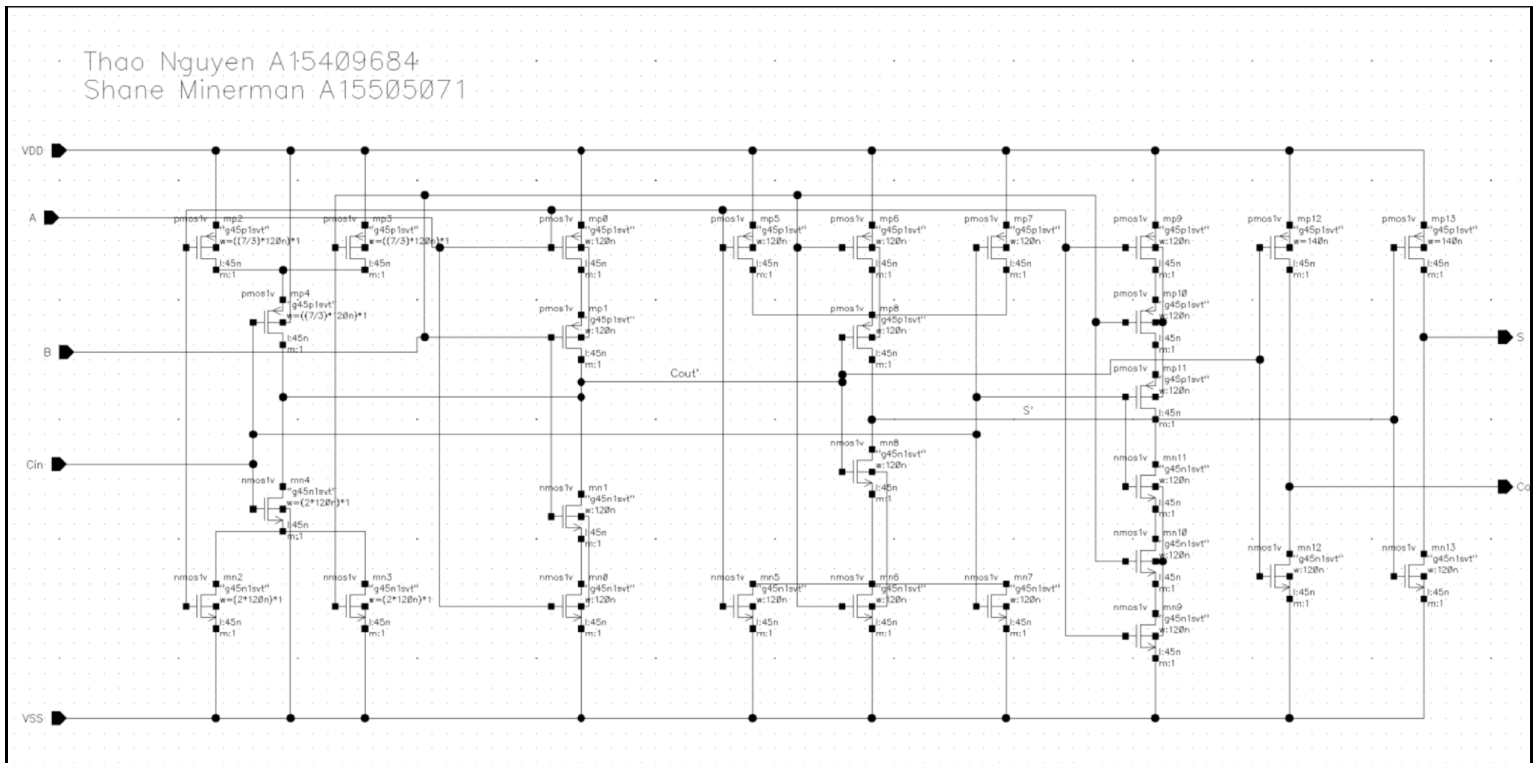 Thao Nguyen A15409684
Shane Minerman A15505071
VDD
A
B
Cin
VSS
S
Co
Cout'
S'
pmos1v mp2
"g45p1svt"
w=((7/3)*120n)*1
l:45n
m:1
pmos1v mp3
"g45p1svt"
w=((7/3)*120n)*1
l:45n
m:1
pmos1v mp0
"g45p1svt"
w:120n
l:45n
m:1
pmos1v mp5
"g45p1svt"
w:120n
l:45n
m:1
pmos1v mp6
"g45p1svt"
w:120n
l:45n
m:1
pmos1v mp7
"g45p1svt"
w:120n
l:45n
m:1
pmos1v mp9
"g45p1svt"
w:120n
l:45n
m:1
pmos1v mp12
"g45p1svt"
w=140n
l:45n
m:1
pmos1v mp13
"g45p1svt"
w=140n
l:45n
m:1
pmos1v mp4
"g45p1svt"
w=((7/3)*120n)*1
l:45n
m:1
pmos1v mp1
"g45p1svt"
w:120n
l:45n
m:1
pmos1v mp8
"g45p1svt"
w:120n
l:45n
m:1
pmos1v mp10
"g45p1svt"
w:120n
l:45n
m:1
pmos1v mp11
"g45p1svt"
w:120n
l:45n
m:1
nmos1v mn4
"g45n1svt"
w=(2*120n)*1
l:45n
m:1
nmos1v mn1
"g45n1svt"
w:120n
l:45n
m:1
nmos1v mn8
"g45n1svt"
w:120n
l:45n
m:1
nmos1v mn11
"g45n1svt"
w:120n
l:45n
m:1
nmos1v mn10
"g45n1svt"
w:120n
l:45n
m:1
nmos1v mn2
"g45n1svt"
w=(2*120n)*1
l:45n
m:1
nmos1v mn3
"g45n1svt"
w=(2*120n)*1
l:45n
m:1
nmos1v mn0
"g45n1svt"
w:120n
l:45n
m:1
nmos1v mn5
"g45n1svt"
w:120n
l:45n
m:1
nmos1v mn6
"g45n1svt"
w:120n
l:45n
m:1
nmos1v mn7
"g45n1svt"
w:120n
l:45n
m:1
nmos1v mn9
"g45n1svt"
w:120n
l:45n
m:1
nmos1v mn12
"g45n1svt"
w:120n
l:45n
m:1
nmos1v mn13
"g45n1svt"
w:120n
l:45n
m:1